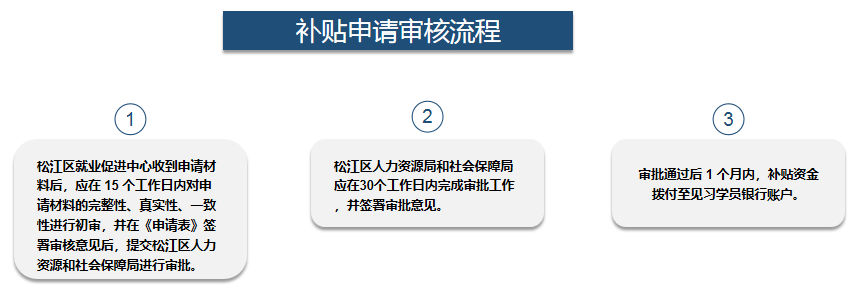 补贴申请审核流程
1
松江区就业促进中心收到申请材
料后，应在 15 个工作日内对申
请材料的完整性、真实性、一致
性进行初审，并在《申请表》签
署审核意见后，提交松江区人力
资源和社会保障局进行审批。
2
松江区人力资源局和社会保障局
应在30个工作日内完成审批工作
，并签署审批意见。
3
审批通过后 1 个月内，补贴资金
拨付至见习学员银行账户。